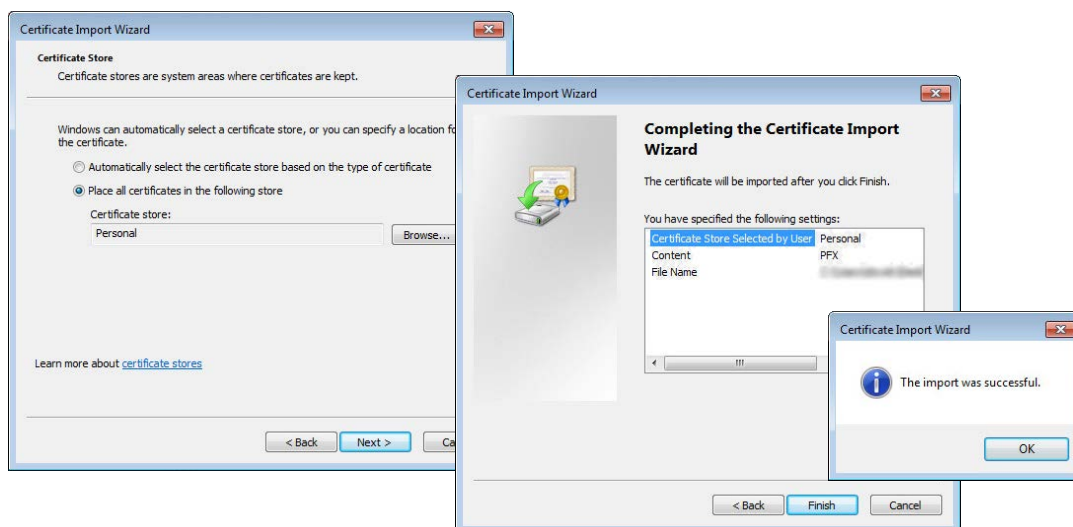 Certificate Import Wizard
Certificate Store
Certificate stores are system areas where certificates are kept.
Windows can automatically select a certificate store, or you can specify a location
the certificate.
Automatically select the certificate store based on the type of certificate
Place all certificates in the following store
Certificate store:
Personal
Browse...
Learn more about certificate stores
< Back
Next >
Certificate Import Wizard
Completing the Certificate Import
Wizard
The certificate will be imported after you click Finish.
You have specified the following settings:
Certificate Store Selected by User Personal
Content PFX
File Name
< Back
Finish
Cancel
Certificate Import Wizard
The import was successful.
OK